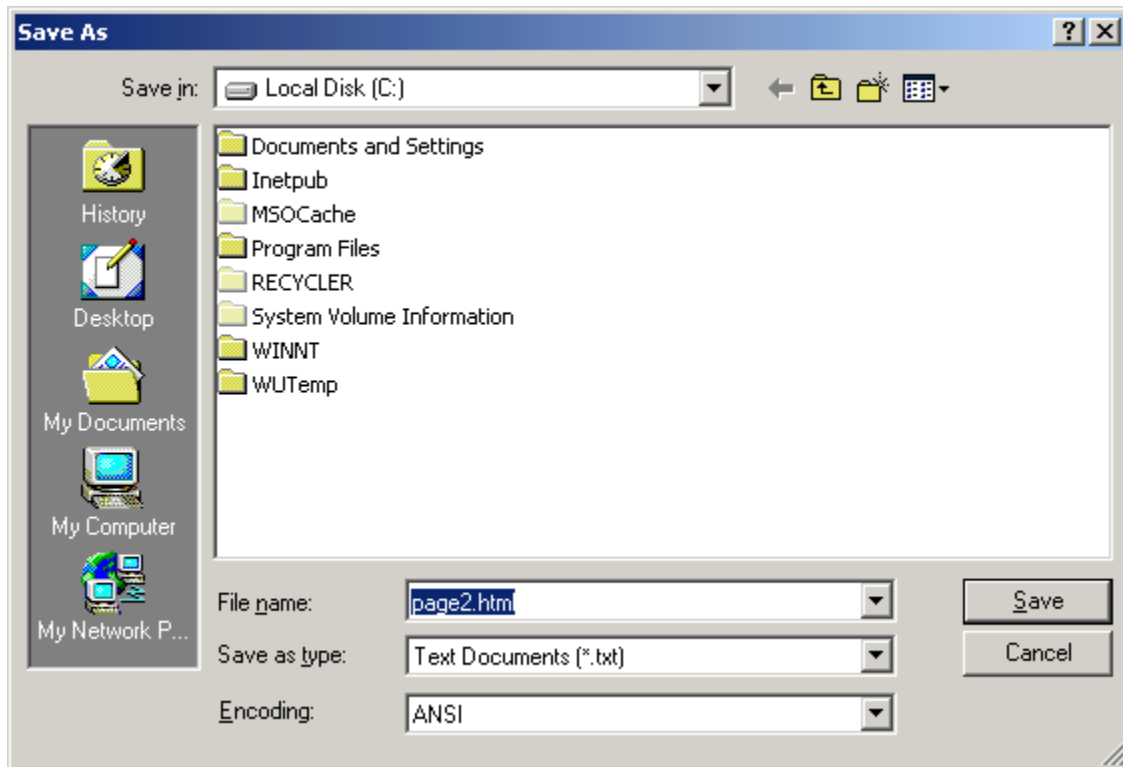 Save As
Save in:
Local Disk (C:)
History
Desktop
My Documents
My Computer
My Network P...
Documents and Settings
Inetpub
MSOCache
Program Files
RECYCLER
System Volume Information
WINNT
WUTemp
File name:
page2.html
Save
Save as type:
Text Documents (*.txt)
Cancel
Encoding:
ANSI